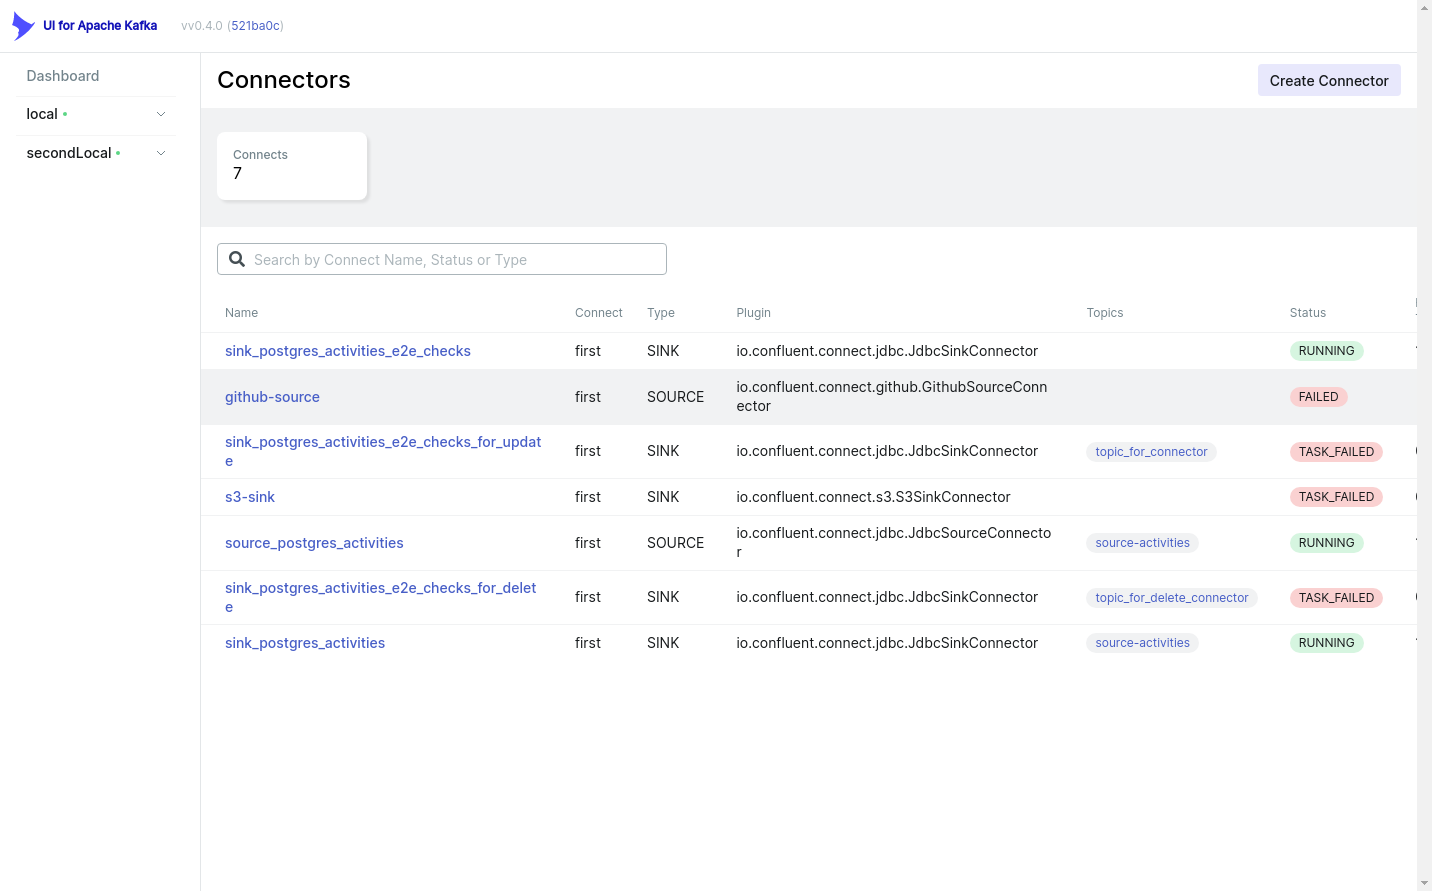 UI for Apache Kafka vv0.4.0 (521ba0c)
Dashboard
local
secondLocal
Connectors
Create Connector
Connects
7
Search by Connect Name, Status or Type
Name Connect Type Plugin Topics Status
sink_postgres_activities_e2e_checks first SINK io.confluent.connect.jdbc.JdbcSinkConnector RUNNING
github-source first SOURCE io.confluent.connect.github.GithubSourceConn
ector FAILED
sink_postgres_activities_e2e_checks_for_updat
e first SINK io.confluent.connect.jdbc.JdbcSinkConnector topic_for_connector TASK_FAILED
s3-sink first SINK io.confluent.connect.s3.S3SinkConnector TASK_FAILED
source_postgres_activities first SOURCE io.confluent.connect.jdbc.JdbcSourceConnecto
r source-activities RUNNING
sink_postgres_activities_e2e_checks_for_delet
e first SINK io.confluent.connect.jdbc.JdbcSinkConnector topic_for_delete_connector TASK_FAILED
sink_postgres_activities first SINK io.confluent.connect.jdbc.JdbcSinkConnector source-activities RUNNING